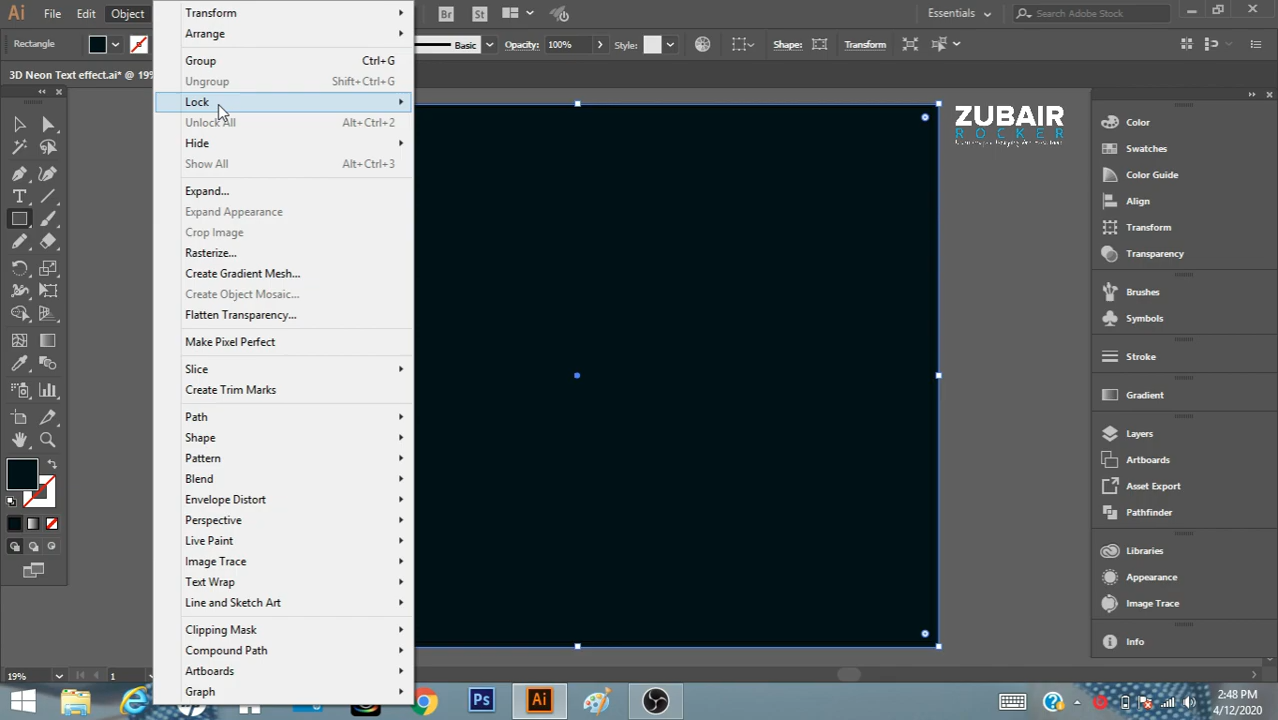 Ai File Edit Object Br St Essentials Search Adobe Stock
Rectangle Basic Opacity: 100% Style: Shape: Transform
3D Neon Text effect.ai* @ 19%
Transform
Arrange
Group Ctrl+G
Ungroup Shift+Ctrl+G
Lock
Unlock All Alt+Ctrl+2
Hide
Show All Alt+Ctrl+3
Expand...
Expand Appearance
Crop Image
Rasterize...
Create Gradient Mesh...
Create Object Mosaic...
Flatten Transparency...
Make Pixel Perfect
Slice
Create Trim Marks
Path
Shape
Pattern
Blend
Envelope Distort
Perspective
Live Paint
Image Trace
Text Wrap
Line and Sketch Art
Clipping Mask
Compound Path
Artboards
Graph
ZUBAIR
ROCKER
Color
Swatches
Color Guide
Align
Transform
Transparency
Brushes
Symbols
Stroke
Gradient
Layers
Artboards
Asset Export
Pathfinder
Libraries
Appearance
Image Trace
Info
19% 1
Ps Ai
2:48 PM
4/12/2020